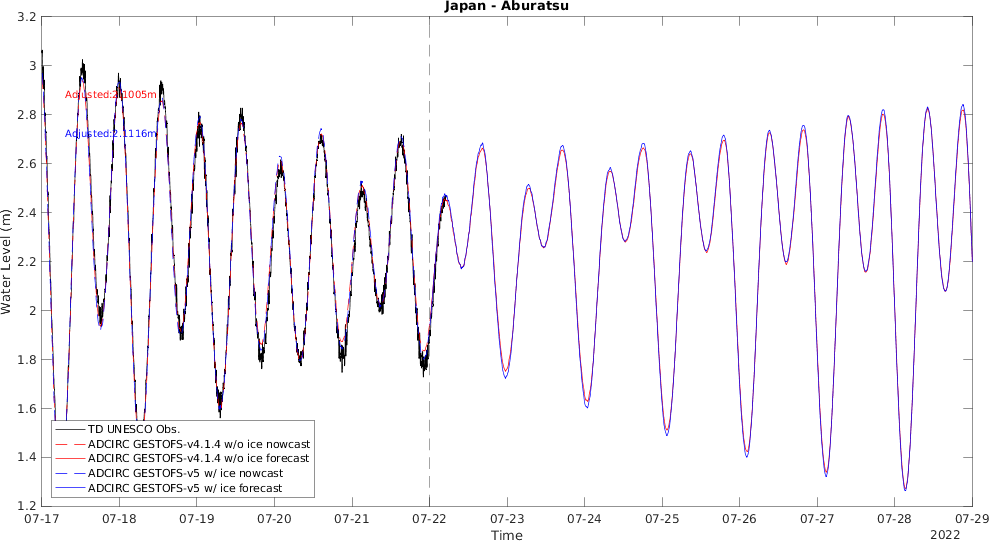 Japan - Aburatsu
3.2
3
2.8
2.6
2.4
2.2
2
1.8
1.6
1.4
1.2
Water Level (m)
Adjusted:2.1005m
Adjusted:2.1116m
TD UNESCO Obs.
ADCIRC GESTOFS-v4.1.4 w/o ice nowcast
ADCIRC GESTOFS-v4.1.4 w/o ice forecast
ADCIRC GESTOFS-v5 w/ ice nowcast
ADCIRC GESTOFS-v5 w/ ice forecast
07-17 07-18 07-19 07-20 07-21 07-22 07-23 07-24 07-25 07-26 07-27 07-28 07-29
Time
2022